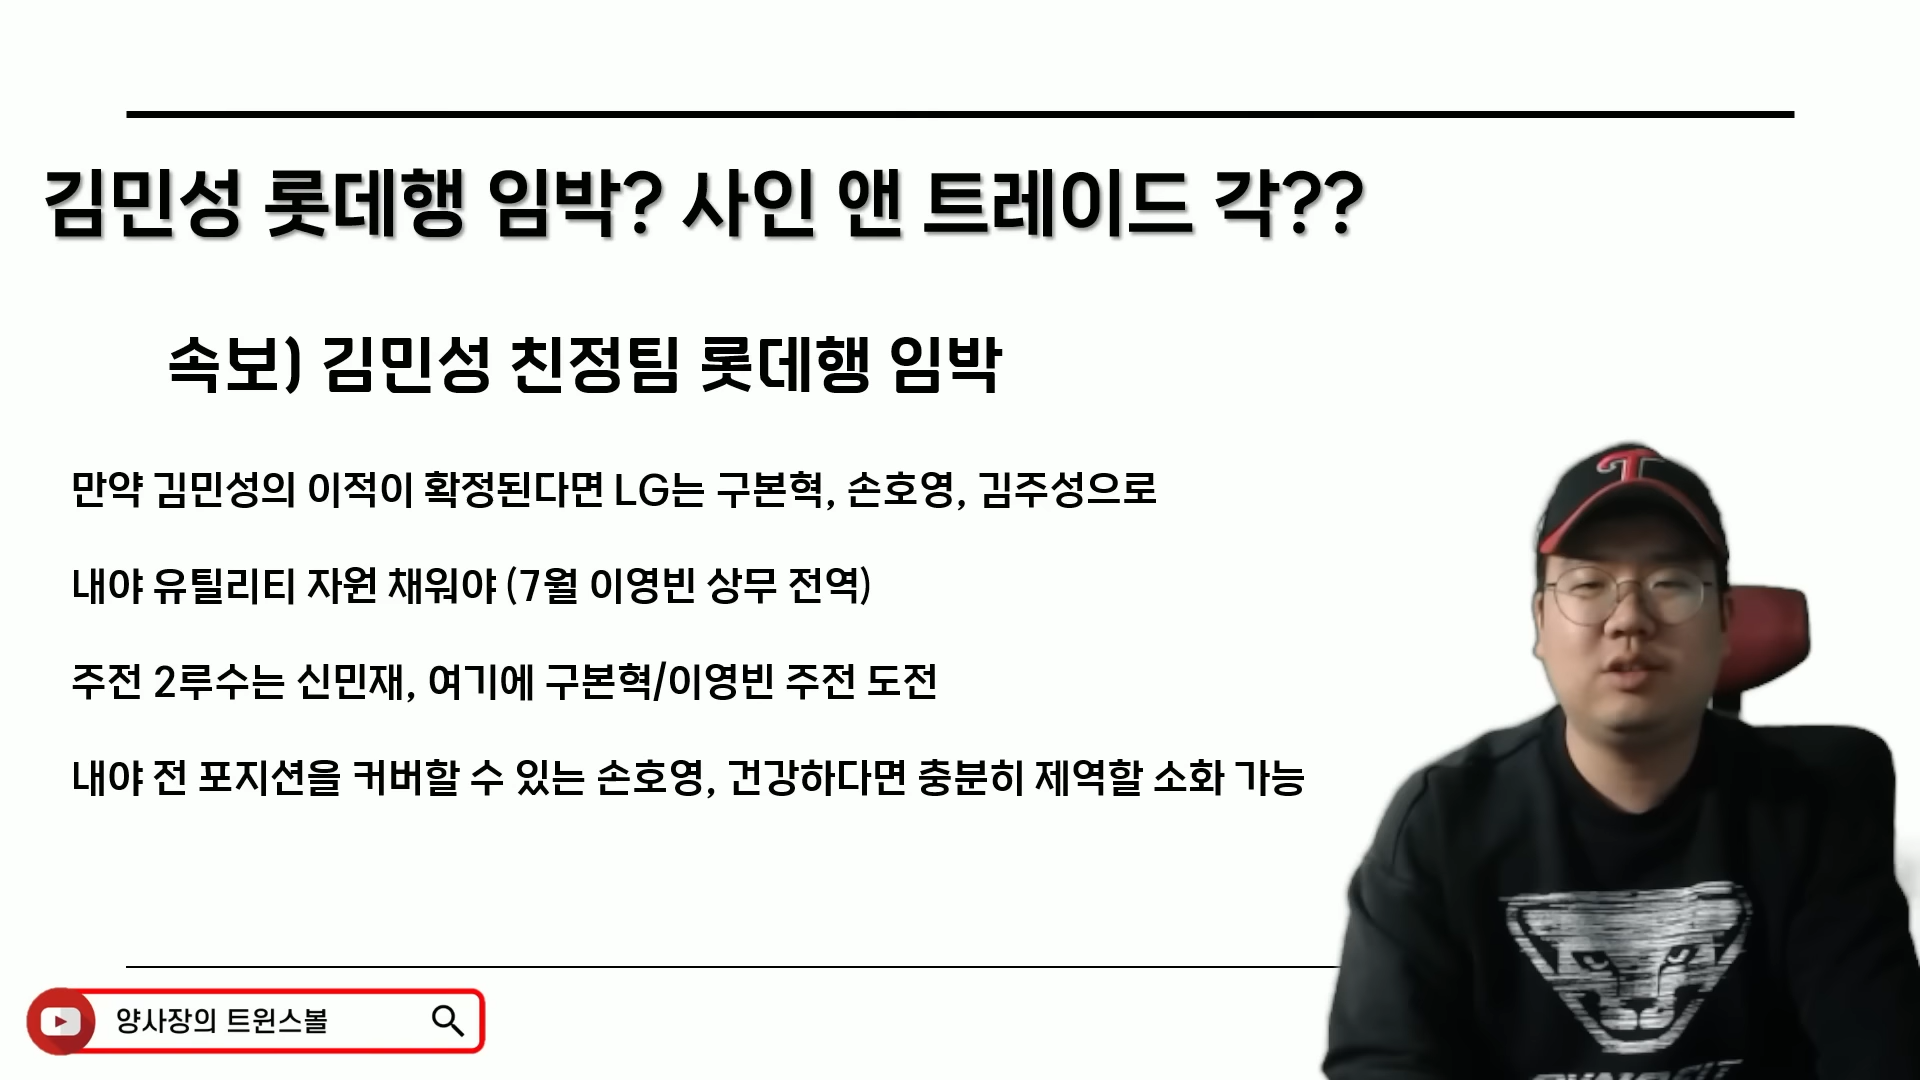 김민성 롯데행 임박? 사인 앤 트레이드 각??
속보) 김민성 친정팀 롯데행 임박
만약 김민성의 이적이 확정된다면 LG는 구본혁, 손호영, 김주성으로
내야 유틸리티 자원 채워야 (7월 이영빈 상무 전역)
주전 2루수는 신민재, 여기에 구본혁/이영빈 주전 도전
내야 전 포지션을 커버할 수 있는 손호영, 건강하다면 충분히 제역할 소화 가능
T
양사장의 트윈스볼